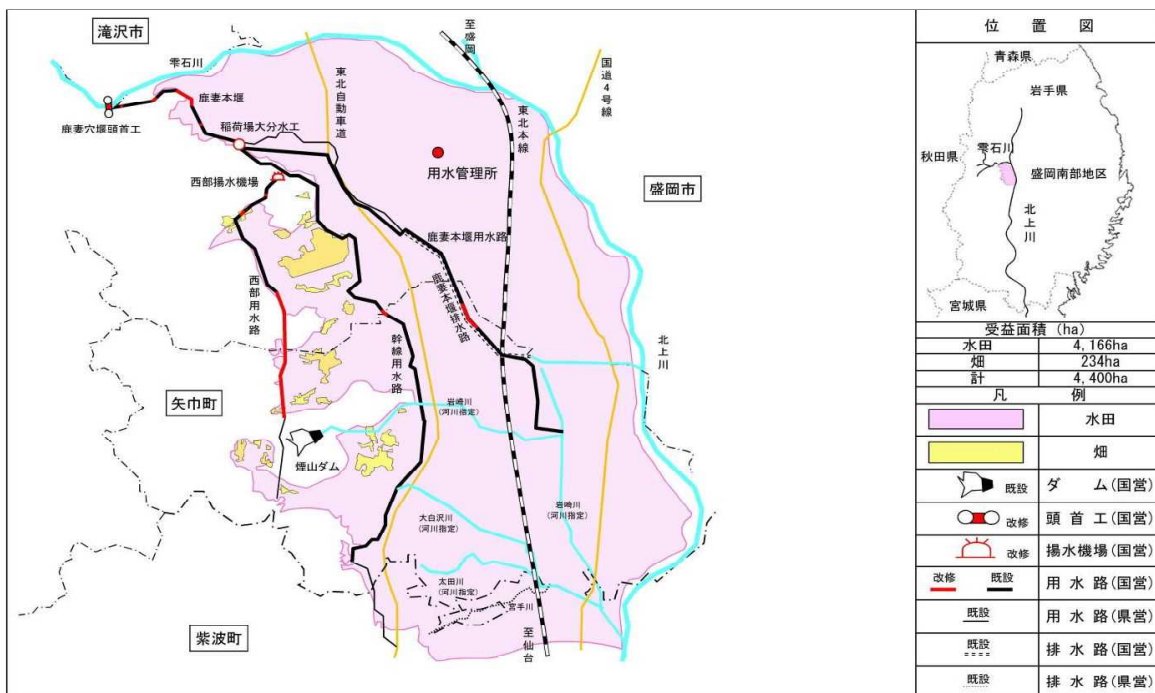 滝沢市
雫石川
至盛岡
国道4号線
東北自動車道
東北本線
鹿妻穴堰頭首工
鹿妻本堰
稲荷場大分水工
用水管理所
西部揚水機場
盛岡市
鹿妻本堰用水路
鹿妻本堰排水路
西部用水路
幹線用水路
北上川
矢巾町
岩崎川
(河川指定)
煙山ダム
大白沢川
(河川指定)
岩崎川
(河川指定)
太田川
(河川指定)
宮手川
紫波町
至仙台
位置図
青森県
岩手県
雫石川
秋田県
盛岡南部地区
北上川
宮城県
受益面積 (ha)
水田 4,166ha
畑 234ha
計 4,400ha
凡例
水田
畑
既設 ダム(国営)
改修 頭首工(国営)
改修 揚水機場(国営)
改修 既設 用水路(国営)
既設 用水路(県営)
既設 排水路(国営)
既設 排水路(県営)